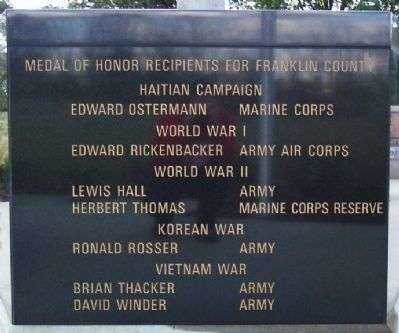 MEDAL OF HONOR RECIPIENTS FOR FRANKLIN COUNTY
HAITIAN CAMPAIGN
EDWARD OSTERMANN MARINE CORPS
WORLD WAR I
EDWARD RICKENBACKER ARMY AIR CORPS
WORLD WAR II
LEWIS HALL ARMY
HERBERT THOMAS MARINE CORPS RESERVE
KOREAN WAR
RONALD ROSSER ARMY
VIETNAM WAR
BRIAN THACKER ARMY
DAVID WINDER ARMY